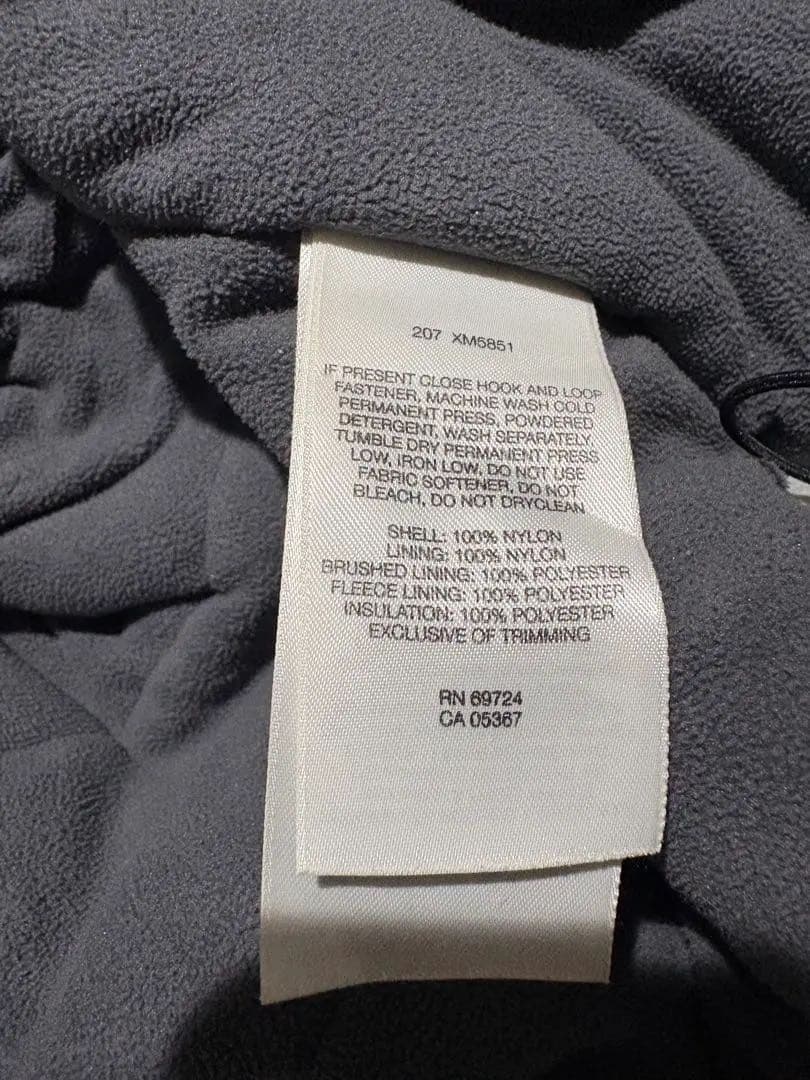 207 XM5851
IF PRESENT CLOSE HOOK AND LOOP
FASTENER, MACHINE WASH COLD
PERMANENT PRESS, POWDERED
DETERGENT, WASH SEPARATELY,
TUMBLE DRY PERMANENT PRESS
LOW, IRON LOW, DO NOT USE
FABRIC SOFTENER, DO NOT
BLEACH, DO NOT DRYCLEAN
SHELL: 100% NYLON
LINING: 100% NYLON
BRUSHED LINING: 100% POLYESTER
FLEECE LINING: 100% POLYESTER
INSULATION: 100% POLYESTER
EXCLUSIVE OF TRIMMING
RN 69724
CA 05367